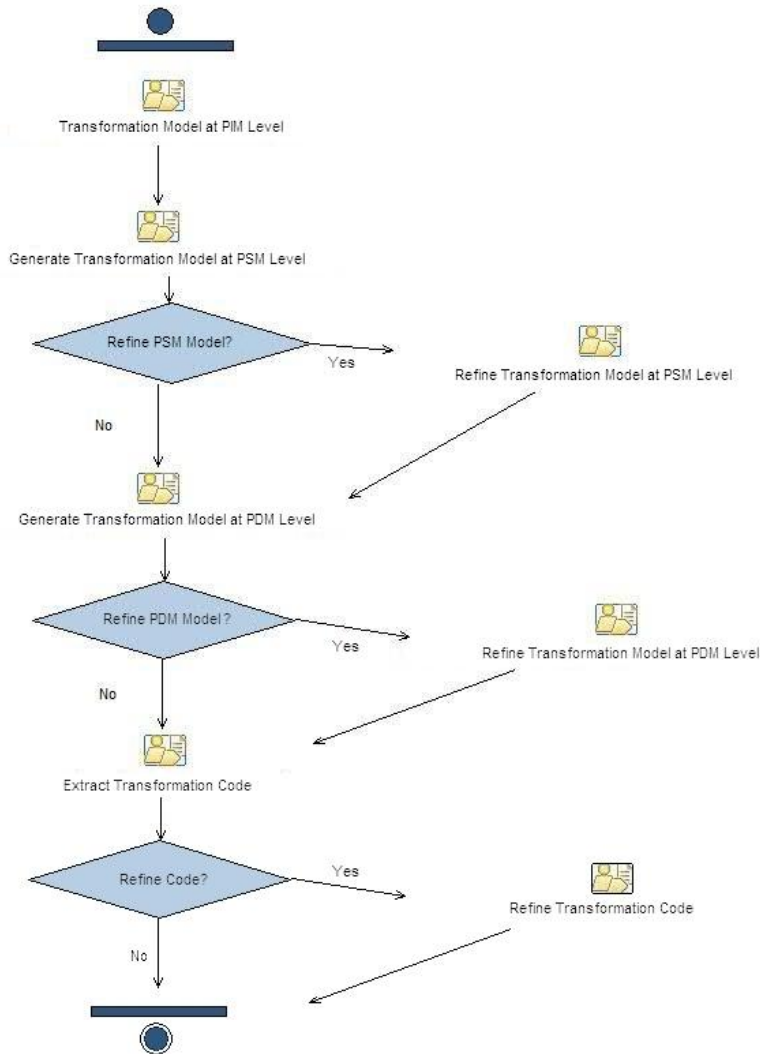 Transformation Model at PIM Level
Generate Transformation Model at PSM Level
Refine PSM Model?
Yes
Refine Transformation Model at PSM Level
No
Generate Transformation Model at PDM Level
Refine PDM Model?
Yes
Refine Transformation Model at PDM Level
No
Extract Transformation Code
Refine Code?
Yes
Refine Transformation Code
No